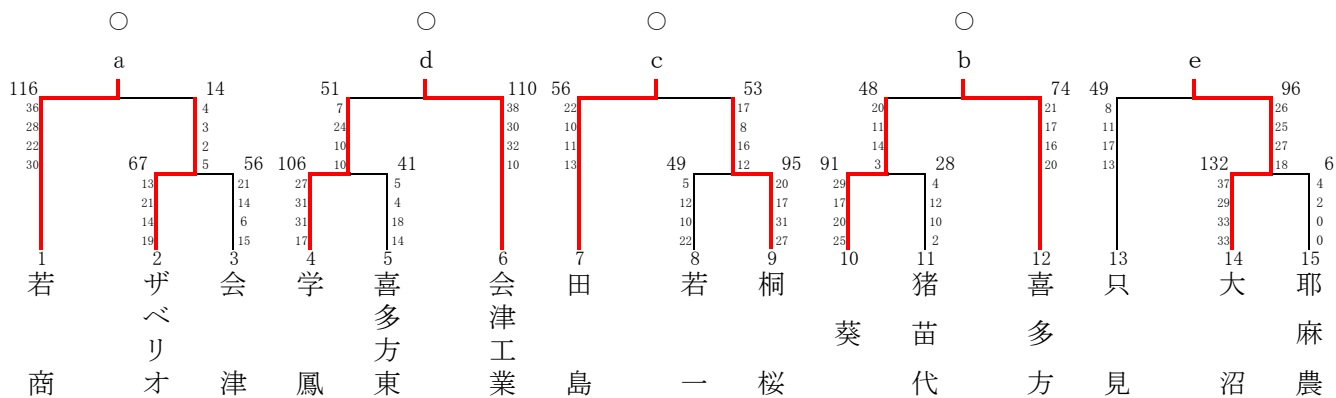 ○ ○ ○ ○
a d c b e
116 14 51 110 56 53 48 74 49 96
36 4 7 38 22 17 20 21 8 26
28 3 24 30 10 8 11 17 11 25
22 2 10 32 11 16 14 16 17 27
30 5 10 10 13 12 3 20 13 18
67 56 106 41 49 95 91 28 132 6
13 21 27 5 5 20 29 4 37 4
21 14 31 4 12 17 17 12 29 2
14 6 31 18 10 31 20 10 33 0
19 15 17 14 22 27 25 2 33 0
1 2 3 4 5 6 7 8 9 10 11 12 13 14 15
若商
ザベリオ
会津
学鳳
喜多方東
会津工業
田島
若一
桐桜
葵
猪苗代
喜多方
只見
大沼
耶麻農